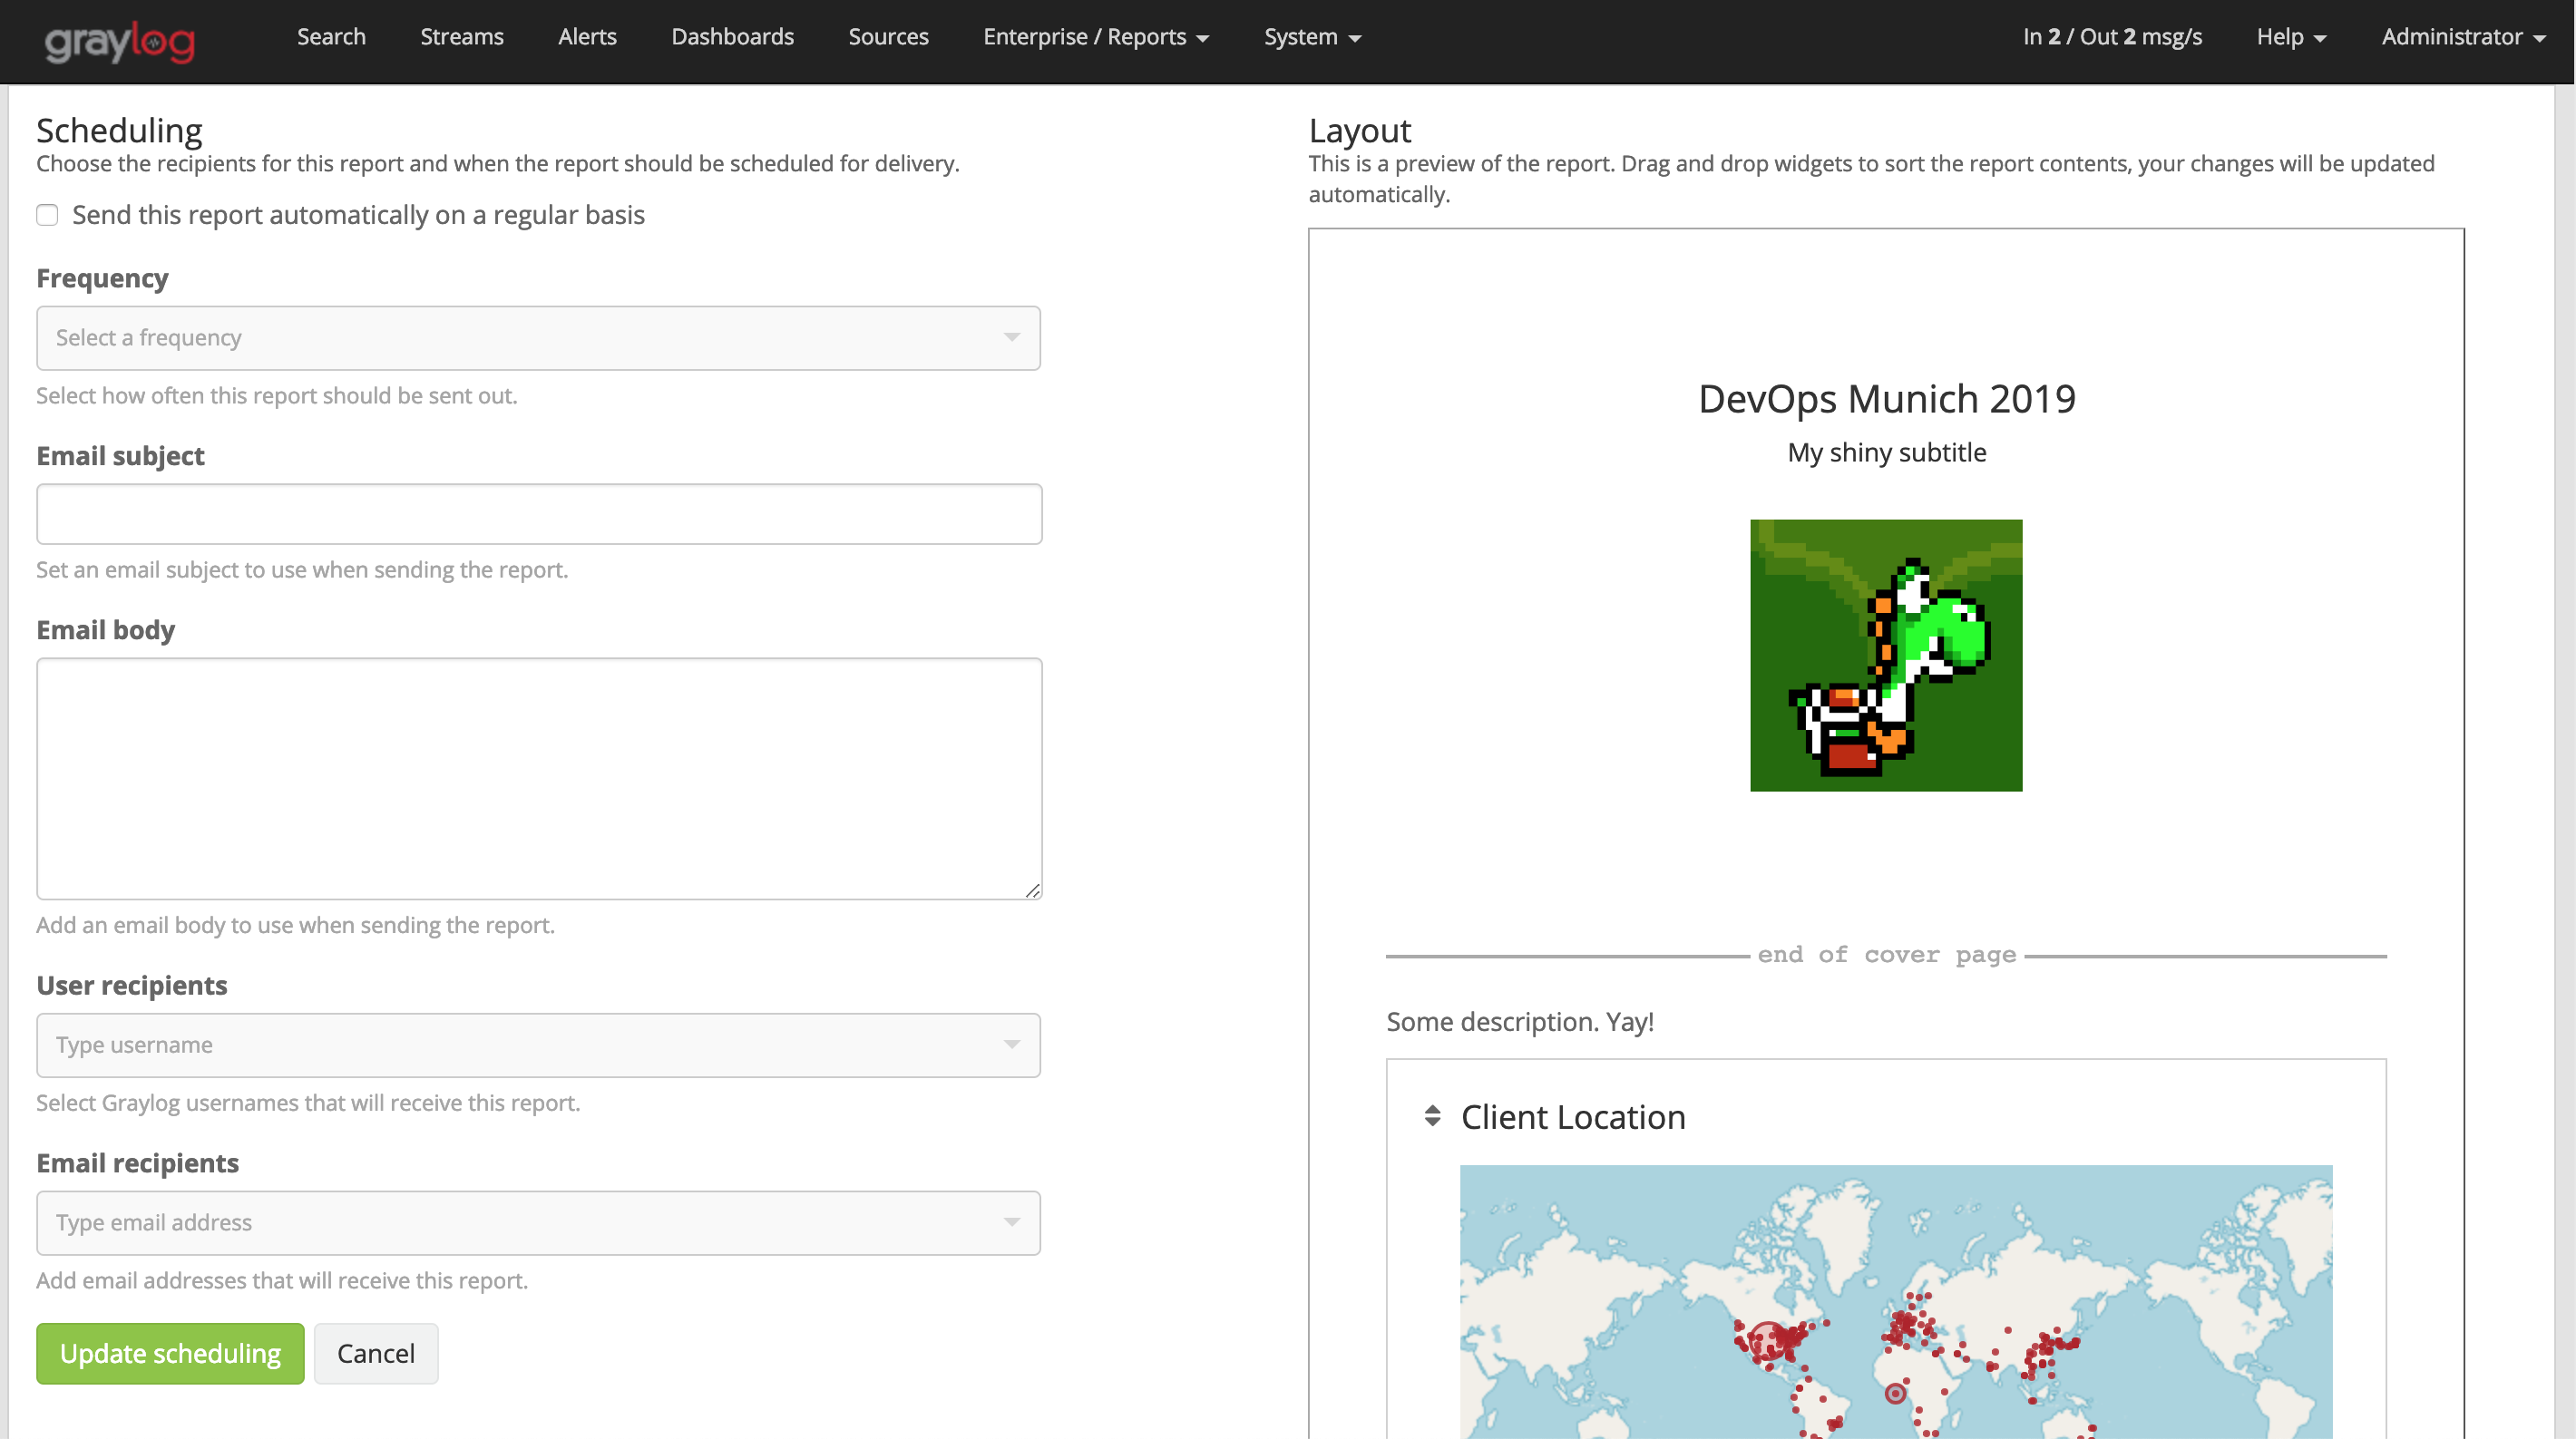 graylog
Search
Streams
Alerts
Dashboards
Sources
Enterprise / Reports
System
In 2 / Out 2 msg/s
Help
Administrator
Scheduling
Choose the recipients for this report and when the report should be scheduled for delivery.
Send this report automatically on a regular basis
Frequency
Select a frequency
Select how often this report should be sent out.
Email subject
Set an email subject to use when sending the report.
Email body
Add an email body to use when sending the report.
User recipients
Type username
Select Graylog usernames that will receive this report.
Email recipients
Type email address
Add email addresses that will receive this report.
Update scheduling
Cancel
Layout
This is a preview of the report. Drag and drop widgets to sort the report contents, your changes will be updated
automatically.
DevOps Munich 2019
My shiny subtitle
end of cover page
Some description. Yay!
Client Location